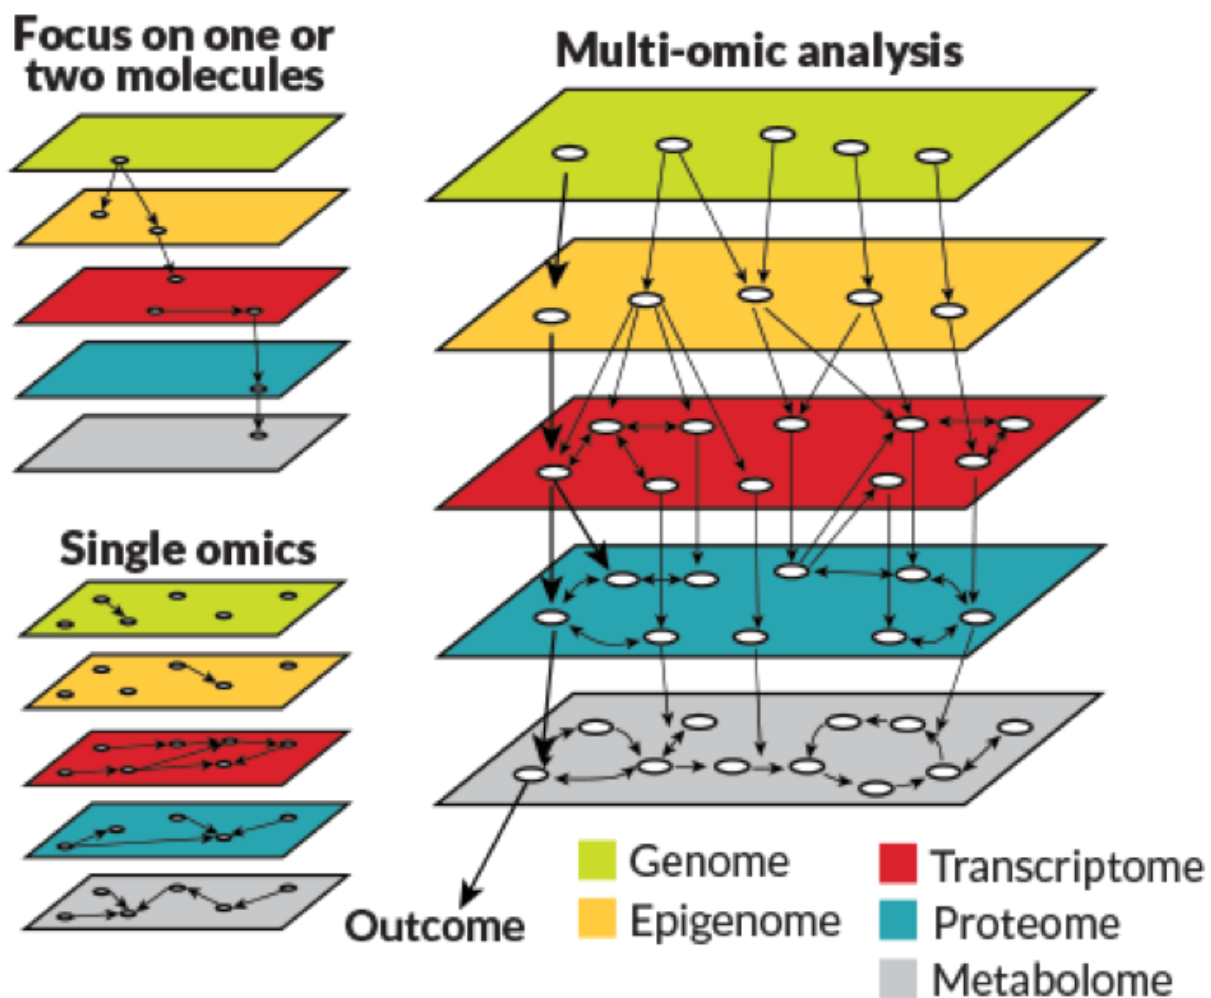 Focus on one or
two molecules
Multi-omic analysis
Single omics
Outcome
Genome
Epigenome
Transcriptome
Proteome
Metabolome